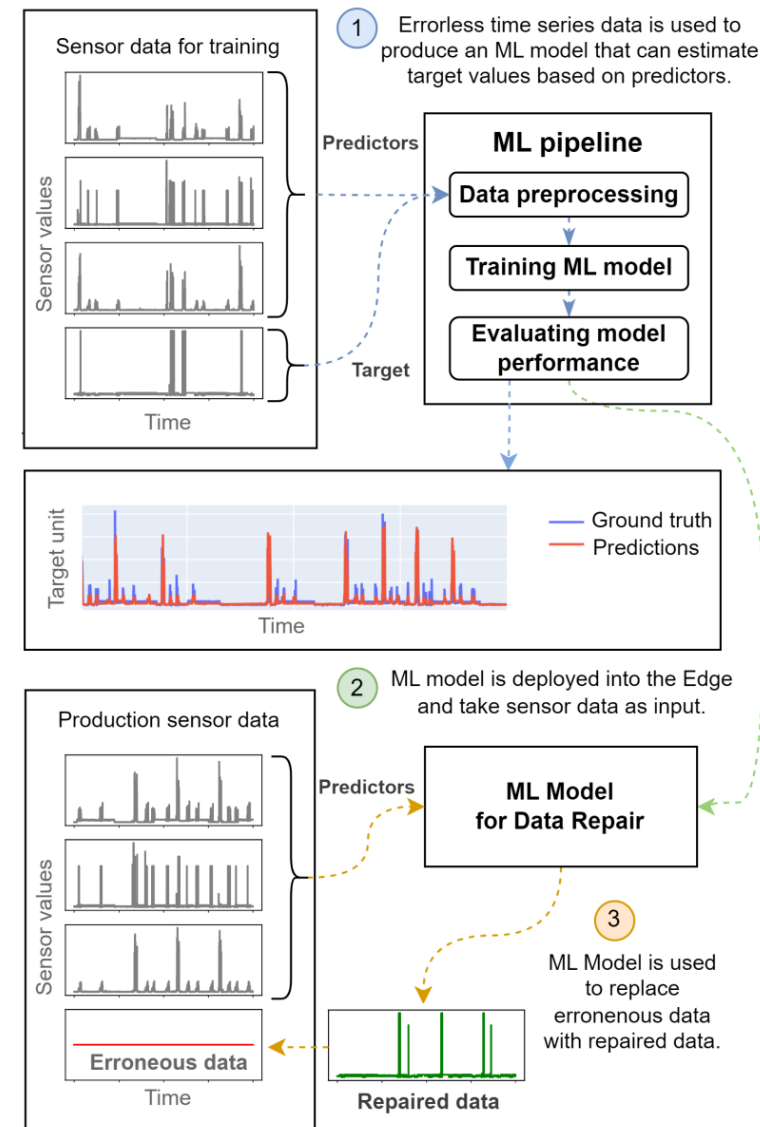 Sensor data for training
1
Errorless time series data is used to
produce an ML model that can estimate
target values based on predictors.
Sensor values
Time
Predictors
Target
ML pipeline
Data preprocessing
Training ML model
Evaluating model
performance
Target unit
Time
Ground truth
Predictions
2
ML model is deployed into the Edge
and take sensor data as input.
Production sensor data
Sensor values
Predictors
ML Model
for Data Repair
3
ML Model is used
to replace
erronenous data
with repaired data.
Erroneous data
Time
Repaired data